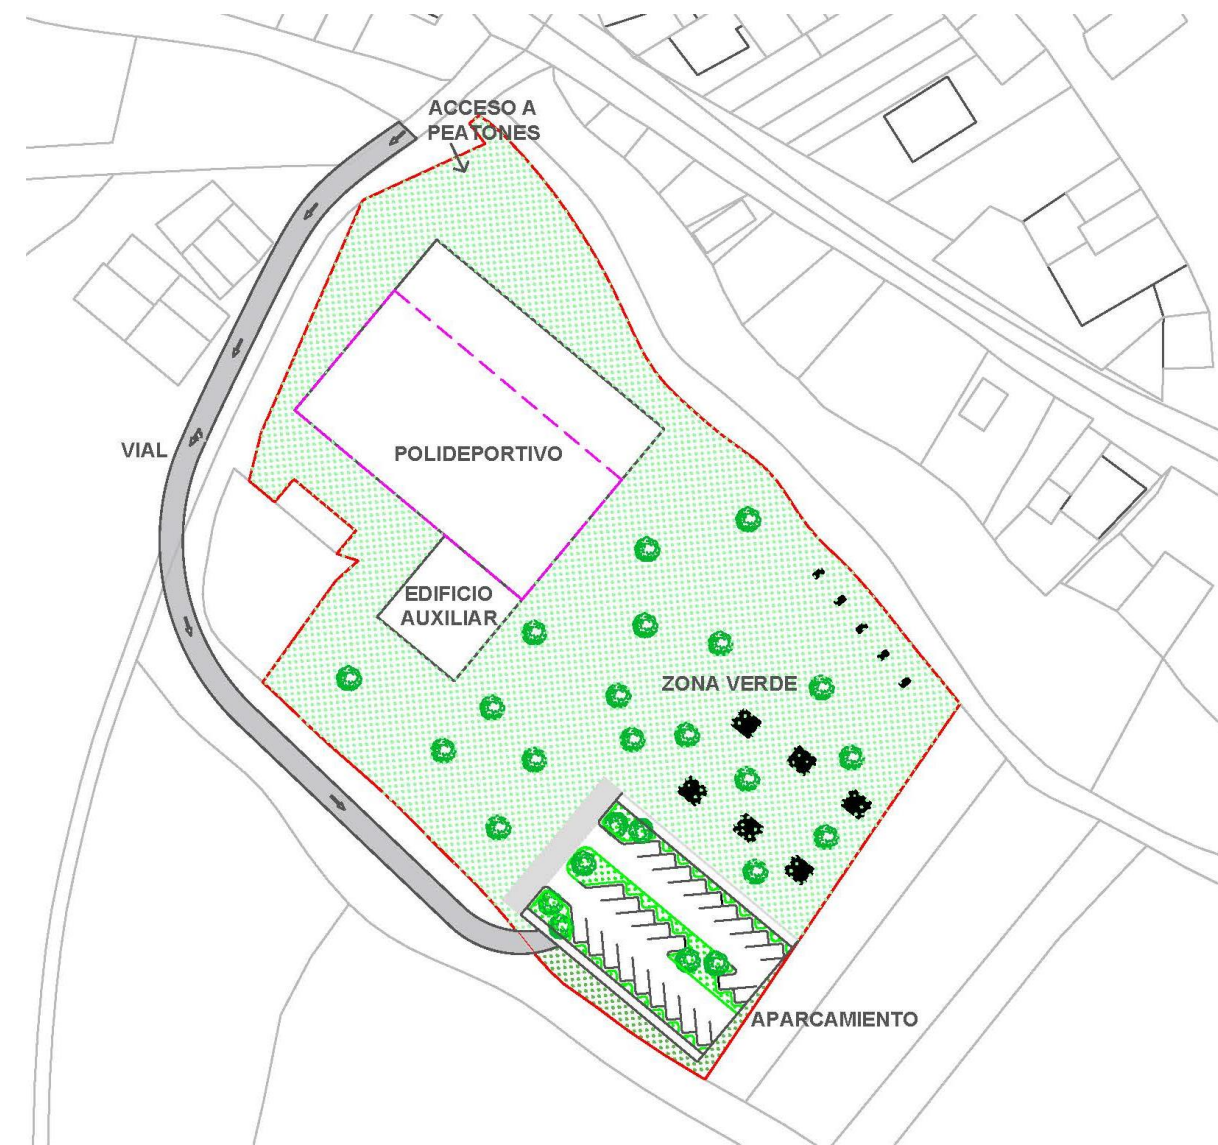 ACCESO A
PEATONES
VIAL
POLIDEPORTIVO
EDIFICIO
AUXILIAR
ZONA VERDE
APARCAMIENTO